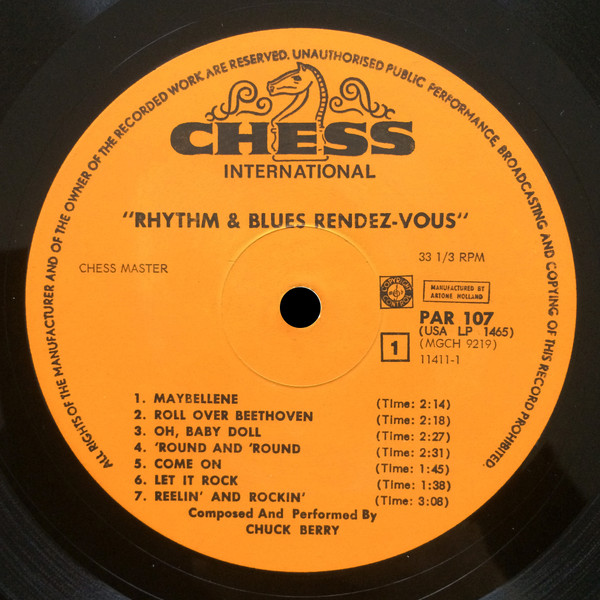 ALL RIGHTS OF THE MANUFACTURER AND OF THE OWNER OF THE RECORDED WORK ARE RESERVED. UNAUTHORISED PUBLIC PERFORMANCE, BROADCASTING AND COPYING OF THIS RECORD PROHIBITED.
CHESS
INTERNATIONAL
"RHYTHM & BLUES RENDEZ-VOUS"
CHESS MASTER
33 1/3 RPM
MANUFACTURED BY
ARTONE HOLLAND
PAR 107
(USA LP 1465)
1
(MGCH 9219)
11411-1
1. MAYBELLENE (Time: 2:14)
2. ROLL OVER BEETHOVEN (Time: 2:18)
3. OH, BABY DOLL (Time: 2:27)
4. 'ROUND AND 'ROUND (Time: 2:31)
5. COME ON (Time: 1:45)
6. LET IT ROCK (Time: 1:38)
7. REELIN' AND ROCKIN' (Time: 3:08)
Composed And Performed By
CHUCK BERRY